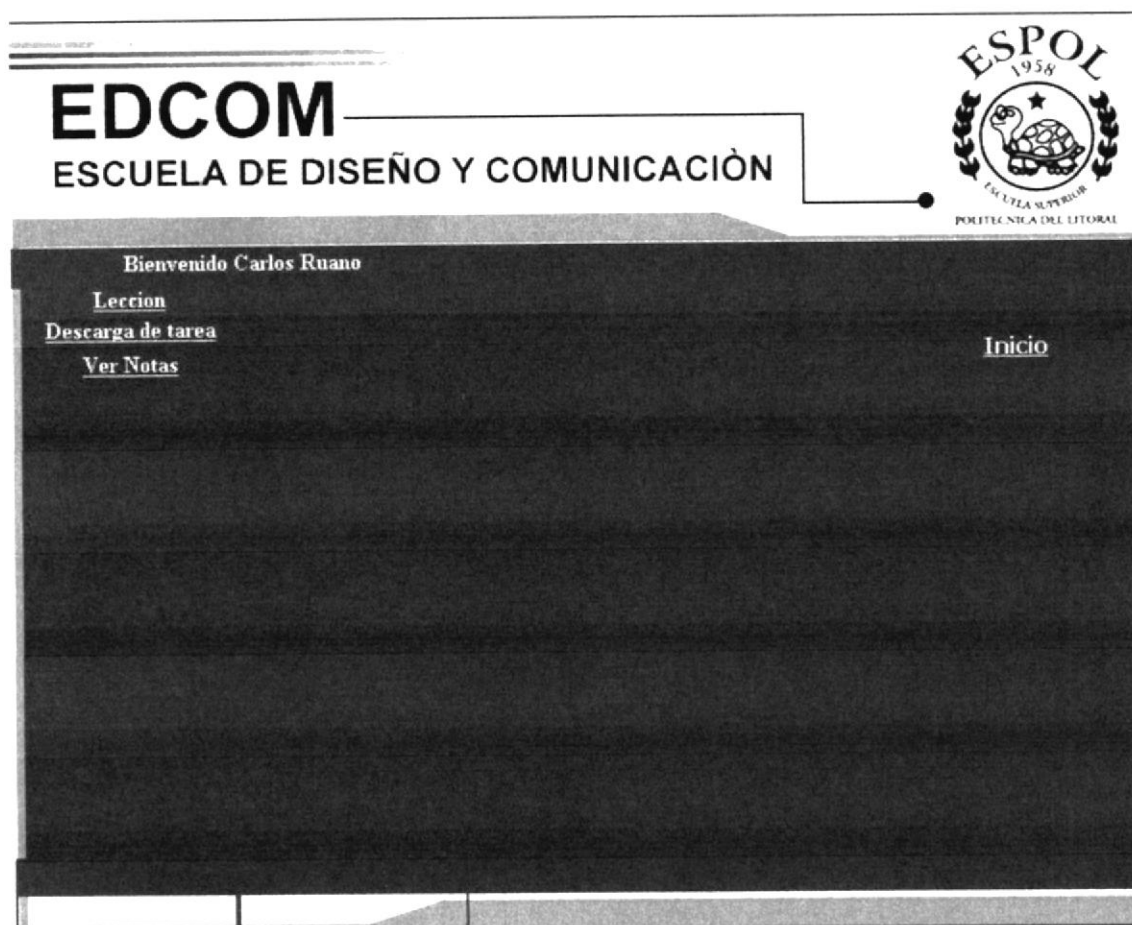 ESPOL
1958
EDCOM
ESCUELA DE DISEÑO Y COMUNICACIÒN
ESCUELA SUPERIOR
POLITECNICA DEL LITORAL
Bienvenido Carlos Ruano
Leccion
Descarga de tarea
Inicio
Ver Notas